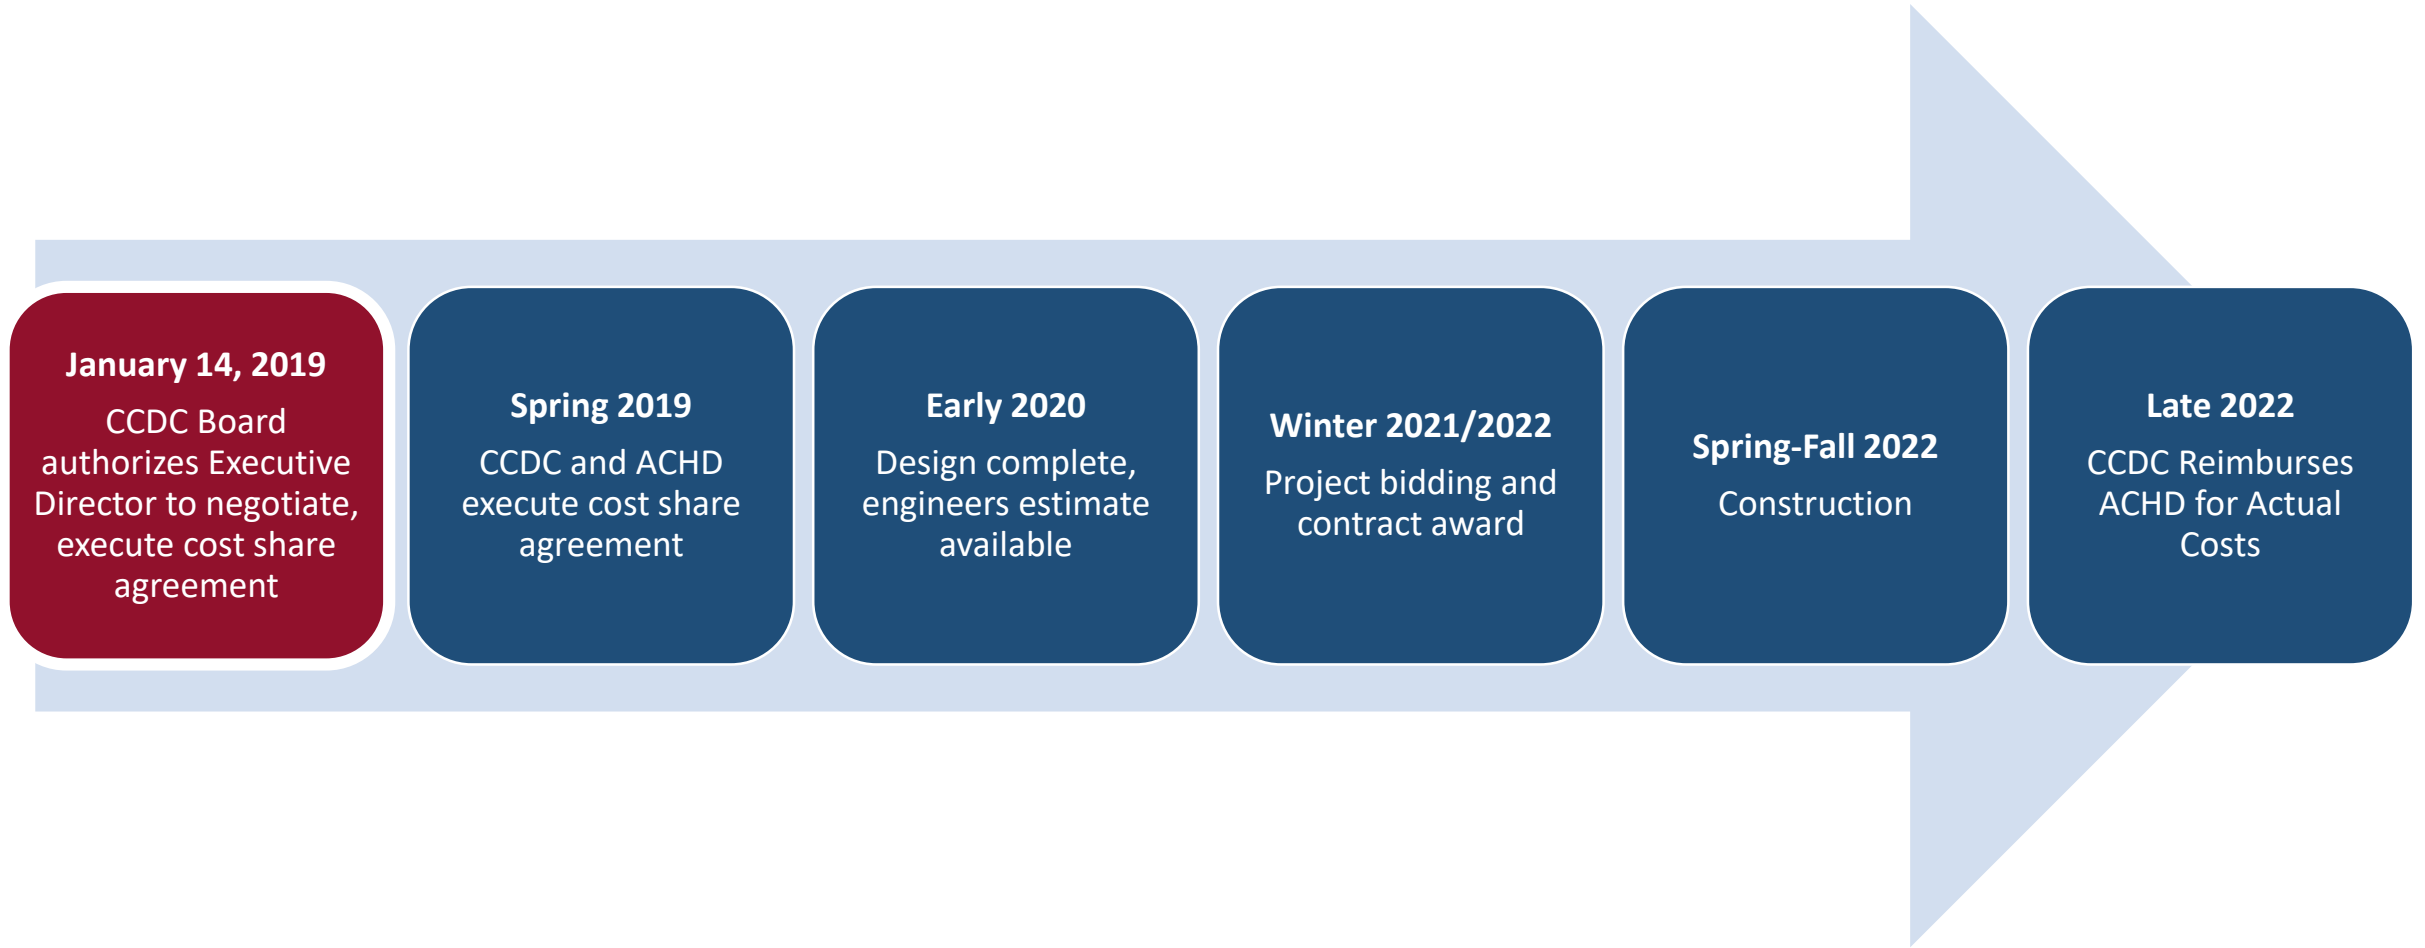 January 14, 2019
CCDC Board
authorizes Executive
Director to negotiate,
execute cost share
agreement
Spring 2019
CCDC and ACHD
execute cost share
agreement
Early 2020
Design complete,
engineers estimate
available
Winter 2021/2022
Project bidding and
contract award
Spring-Fall 2022
Construction
Late 2022
CCDC Reimburses
ACHD for Actual
Costs